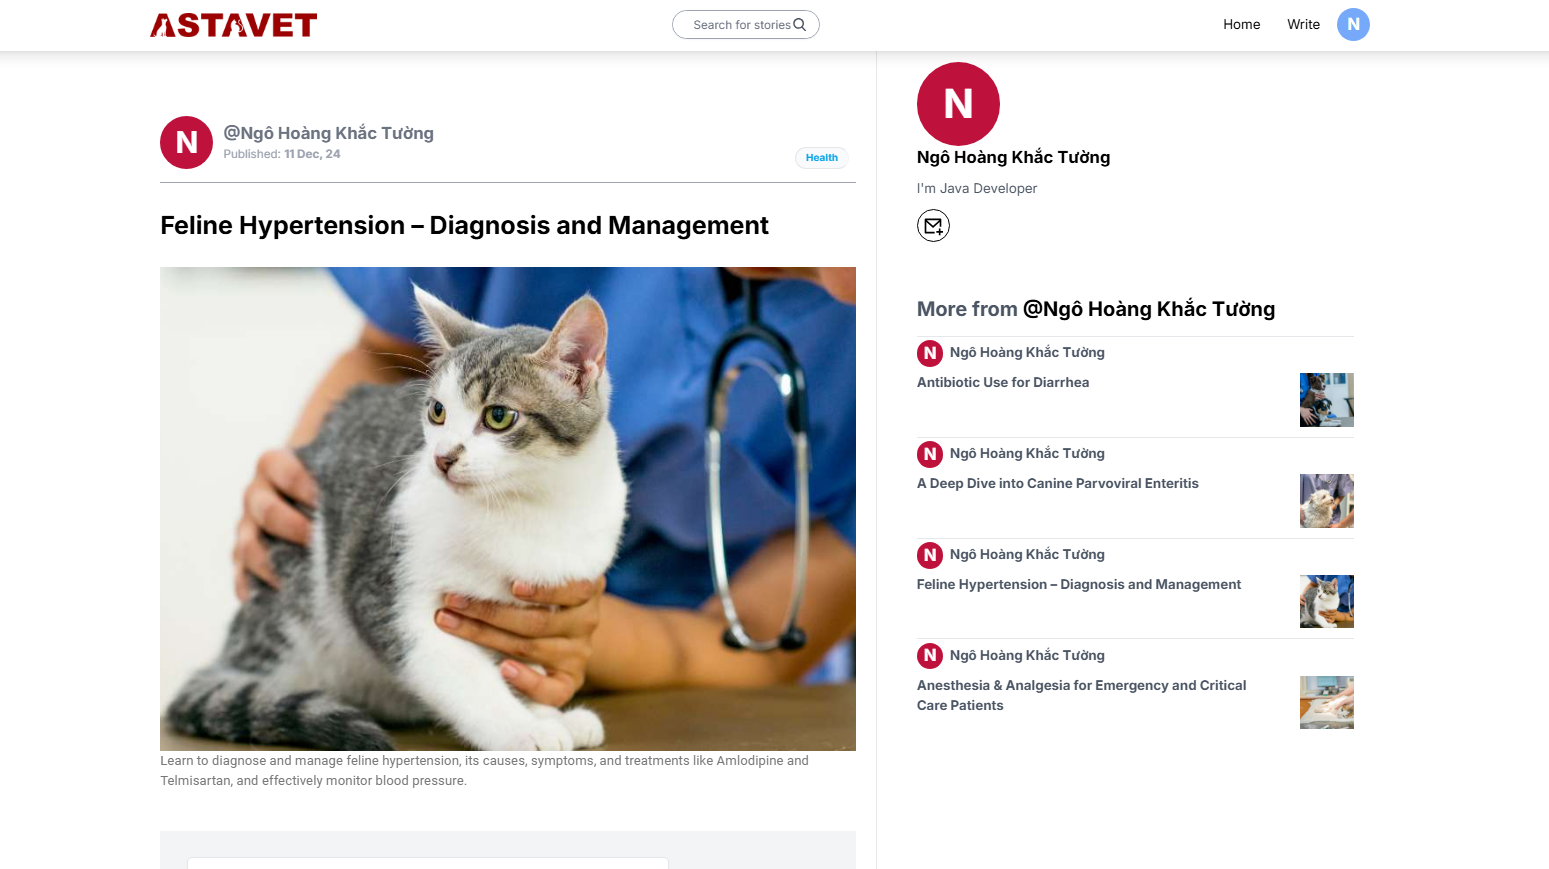 ASTAVET
Search for stories
Home
Write
N
N
@Ngô Hoàng Khắc Tường
Published: 11 Dec, 24
Health
Feline Hypertension – Diagnosis and Management
Learn to diagnose and manage feline hypertension, its causes, symptoms, and treatments like Amlodipine and
Telmisartan, and effectively monitor blood pressure.
N
Ngô Hoàng Khắc Tường
I'm Java Developer
More from @Ngô Hoàng Khắc Tường
N Ngô Hoàng Khắc Tường
Antibiotic Use for Diarrhea
N Ngô Hoàng Khắc Tường
A Deep Dive into Canine Parvoviral Enteritis
N Ngô Hoàng Khắc Tường
Feline Hypertension – Diagnosis and Management
N Ngô Hoàng Khắc Tường
Anesthesia & Analgesia for Emergency and Critical
Care Patients